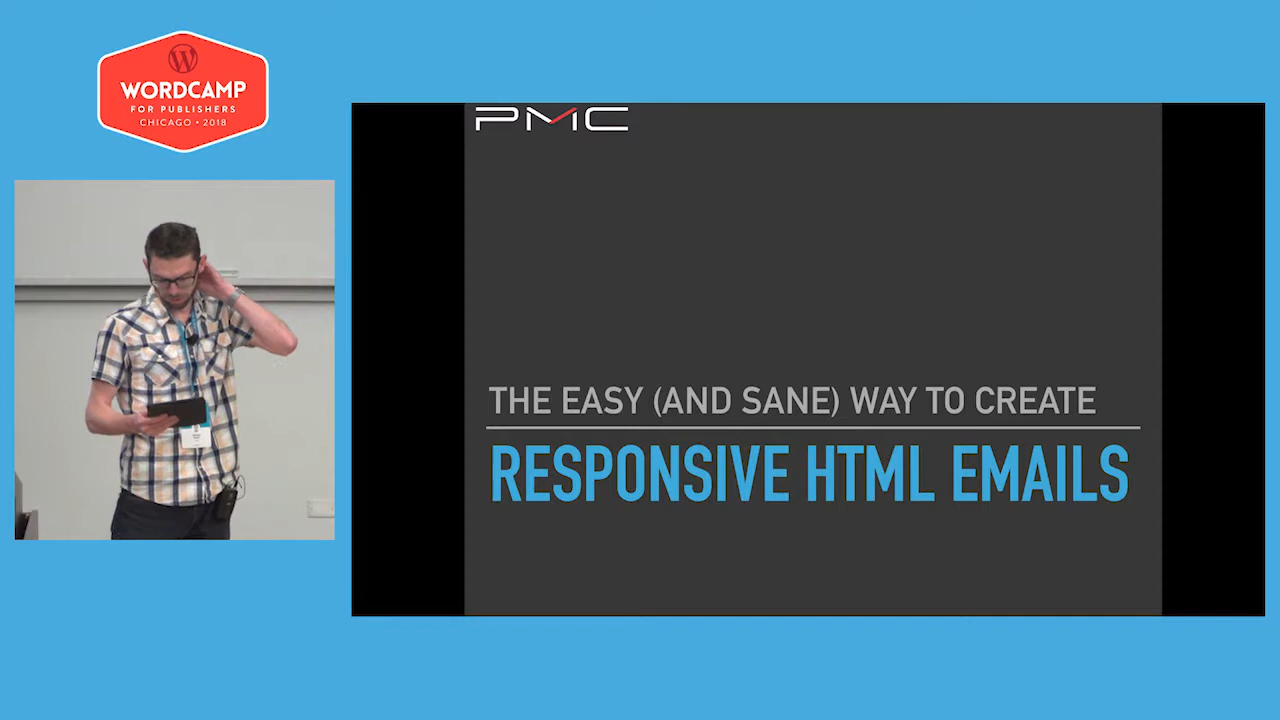 WORDCAMP
FOR PUBLISHERS
CHICAGO • 2018
PMC
THE EASY (AND SANE) WAY TO CREATE
RESPONSIVE HTML EMAILS